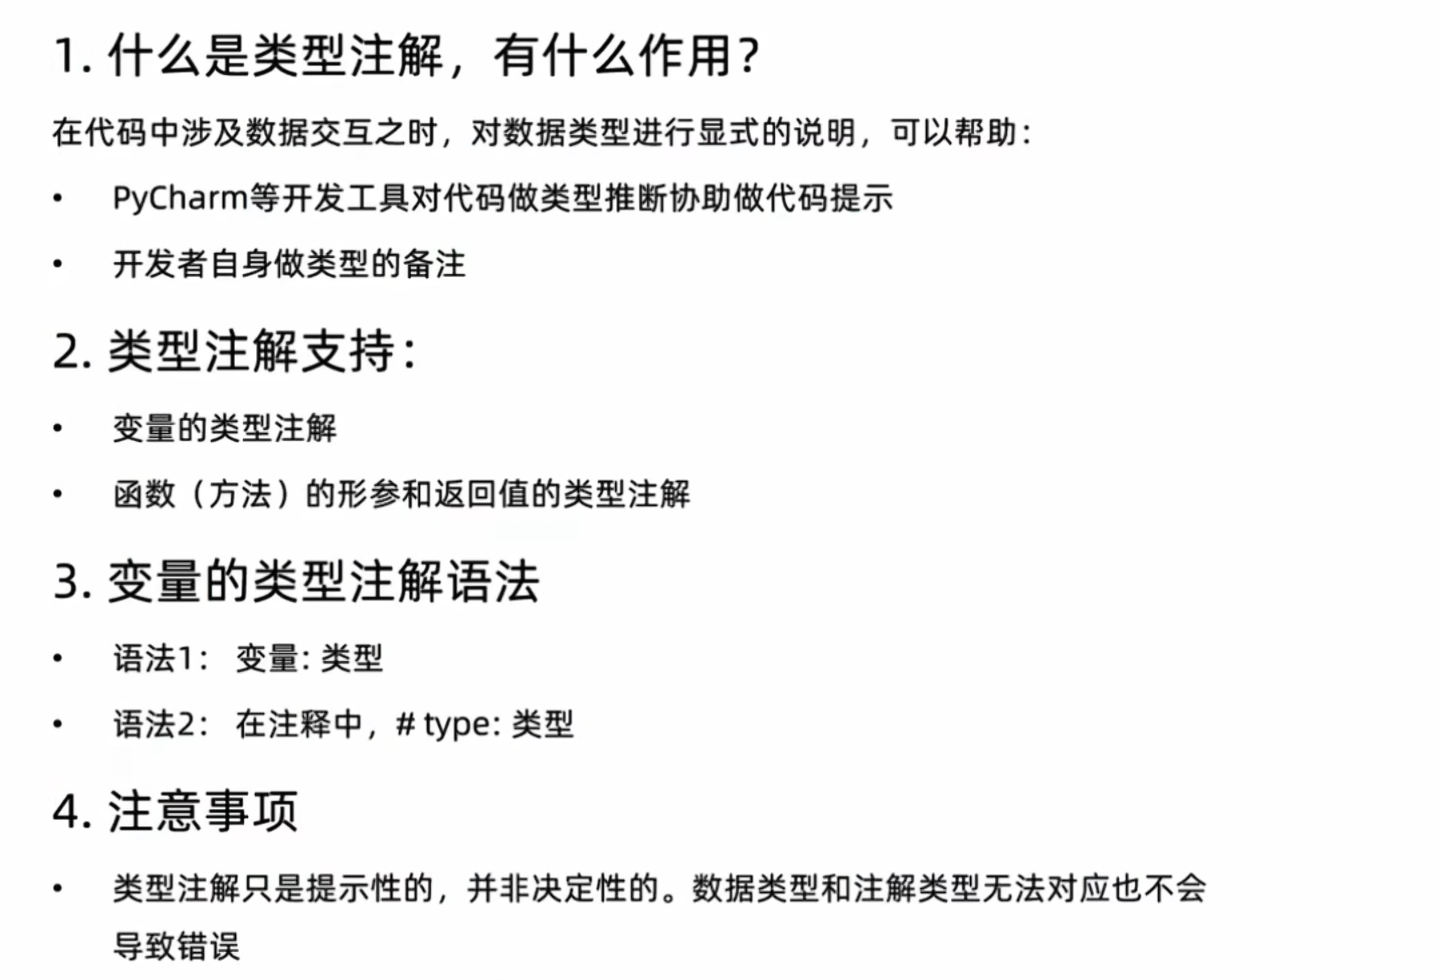 1. 什么是类型注解，有什么作用？
在代码中涉及数据交互之时，对数据类型进行显式的说明，可以帮助：
• PyCharm等开发工具对代码做类型推断协助做代码提示
• 开发者自身做类型的备注
2. 类型注解支持：
• 变量的类型注解
• 函数（方法）的形参和返回值的类型注解
3. 变量的类型注解语法
• 语法1： 变量: 类型
• 语法2： 在注释中，# type: 类型
4. 注意事项
• 类型注解只是提示性的，并非决定性的。数据类型和注解类型无法对应也不会
导致错误